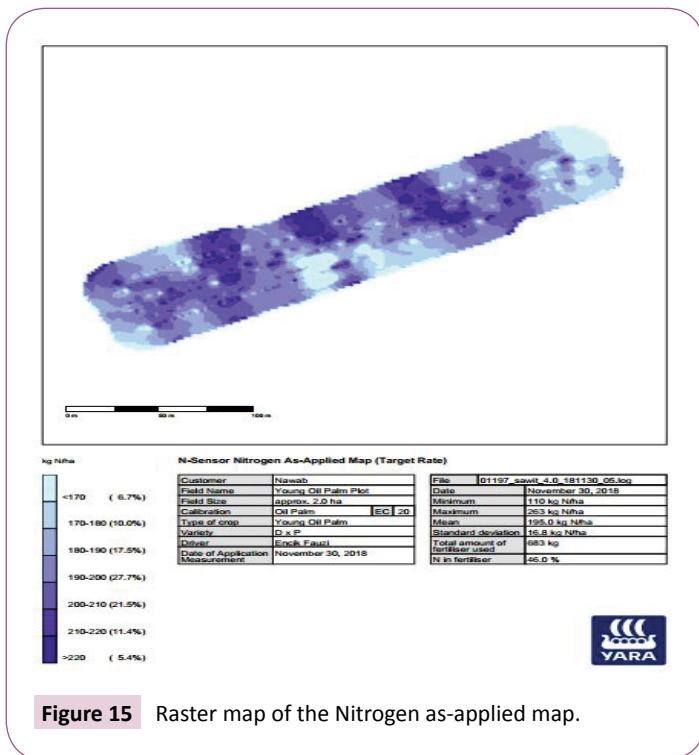 0 m 50 m 100 m
kg N/ha
<170 ( 6.7%)
170-180 (10.0%)
180-190 (17.5%)
190-200 (27.7%)
200-210 (21.5%)
210-220 (11.4%)
>220 ( 5.4%)
N-Sensor Nitrogen As-Applied Map (Target Rate)
Customer Nawab
Field Name Young Oil Palm Plot
Field Size approx. 2.0 ha
Calibration Oil Palm EC 20
Type of crop Young Oil Palm
Variety D x P
Driver Encik Fauzi
Date of Application November 30, 2018
Measurement
File 01197_sawit_4.0_181130_05.log
Date November 30, 2018
Minimum 110 kg N/ha
Maximum 263 kg N/ha
Mean 195.0 kg N/ha
Standard deviation 16.8 kg N/ha
Total amount of 683 kg
fertiliser used
N in fertiliser 46.0 %
YARA
Figure 15 Raster map of the Nitrogen as-applied map.